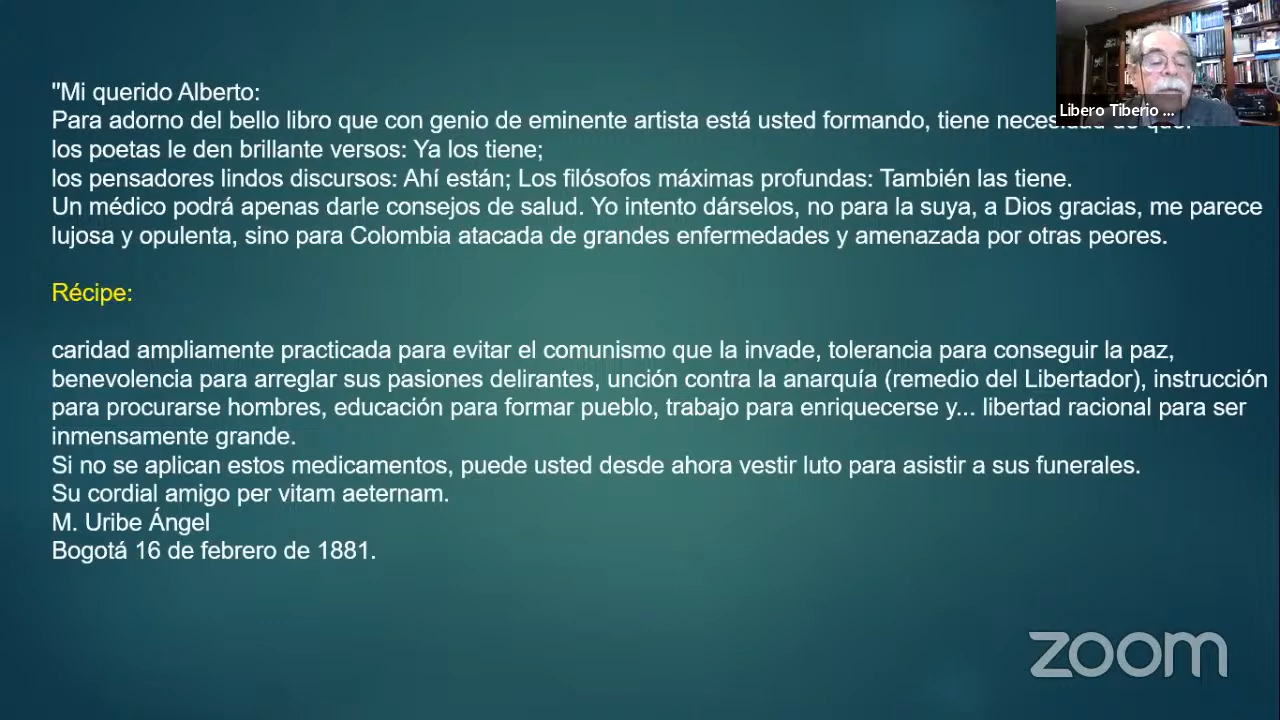 "Mi querido Alberto:
Para adorno del bello libro que con genio de eminente artista está usted formando, tiene necesidad de que:
los poetas le den brillante versos: Ya los tiene;
los pensadores lindos discursos: Ahí están; Los filósofos máximas profundas: También las tiene.
Un médico podrá apenas darle consejos de salud. Yo intento dárselos, no para la suya, a Dios gracias, me parece
lujosa y opulenta, sino para Colombia atacada de grandes enfermedades y amenazada por otras peores.
Récipe:
caridad ampliamente practicada para evitar el comunismo que la invade, tolerancia para conseguir la paz,
benevolencia para arreglar sus pasiones delirantes, unción contra la anarquía (remedio del Libertador), instrucción
para procurarse hombres, educación para formar pueblo, trabajo para enriquecerse y... libertad racional para ser
inmensamente grande.
Si no se aplican estos medicamentos, puede usted desde ahora vestir luto para asistir a sus funerales.
Su cordial amigo per vitam aeternam.
M. Uribe Ángel
Bogotá 16 de febrero de 1881.
Libero Tiberio ...
zoom